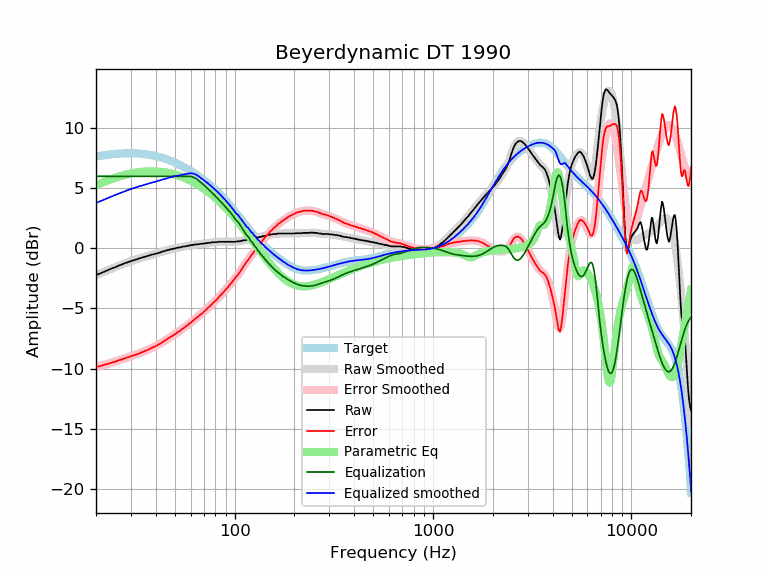 Beyerdynamic DT 1990
10
5
0
−5
−10
−15
−20
Amplitude (dBr)
Target
Raw Smoothed
Error Smoothed
Raw
Error
Parametric Eq
Equalization
Equalized smoothed
100
1000
10000
Frequency (Hz)